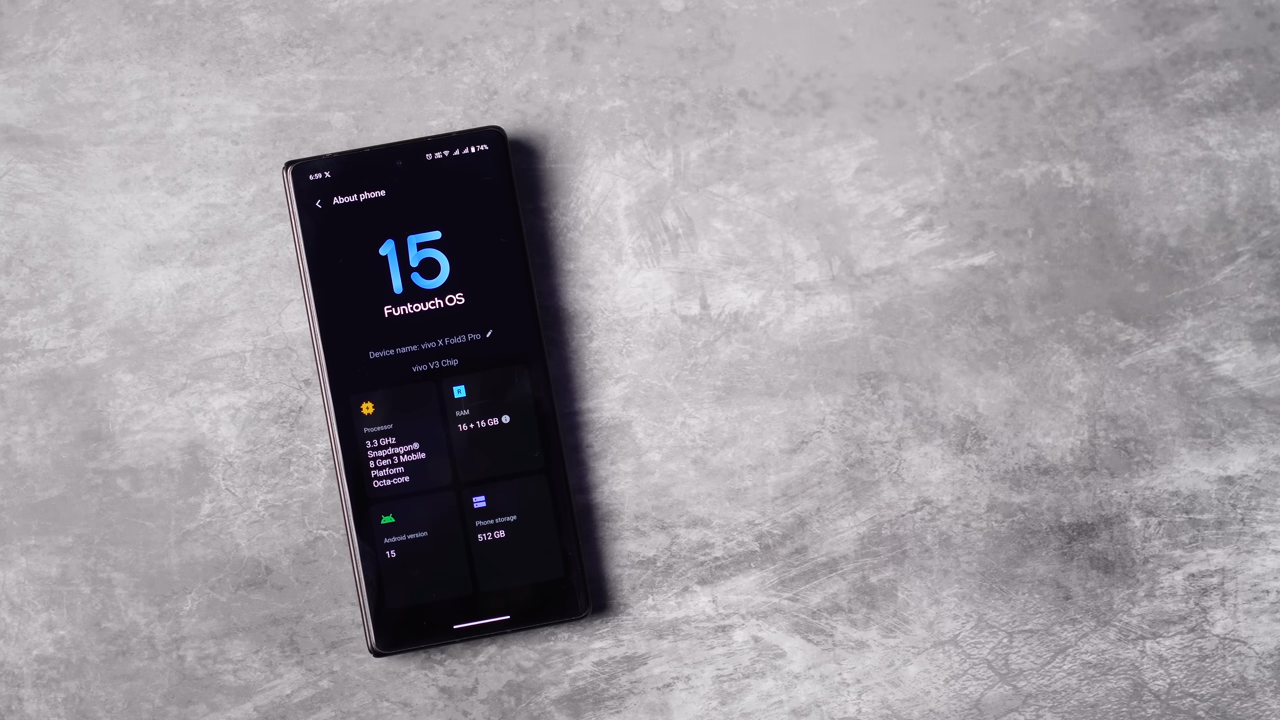 6:59 X
74%
About phone
15
Funtouch OS
Device name: vivo X Fold3 Pro
vivo V3 Chip
Processor
3.3 GHz
Snapdragon®
8 Gen 3 Mobile
Platform
Octa-core
R
RAM
16 + 16 GB
Android version
15
Phone storage
512 GB